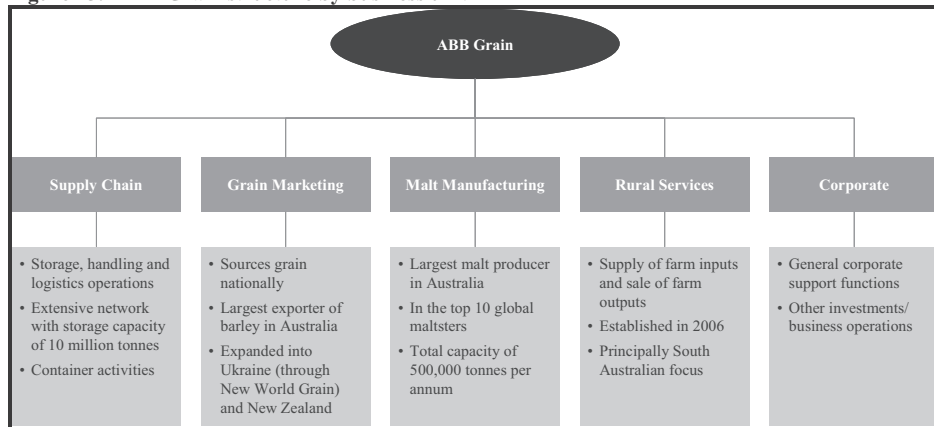 ABB Grain
Supply Chain
Grain Marketing
Malt Manufacturing
Rural Services
Corporate
• Storage, handling and
logistics operations
• Extensive network
with storage capacity
of 10 million tonnes
• Container activities
• Sources grain
nationally
• Largest exporter of
barley in Australia
• Expanded into
Ukraine (through
New World Grain)
and New Zealand
• Largest malt producer
in Australia
• In the top 10 global
maltsters
• Total capacity of
500,000 tonnes per
annum
• Supply of farm inputs
and sale of farm
outputs
• Established in 2006
• Principally South
Australian focus
• General corporate
support functions
• Other investments/
business operations